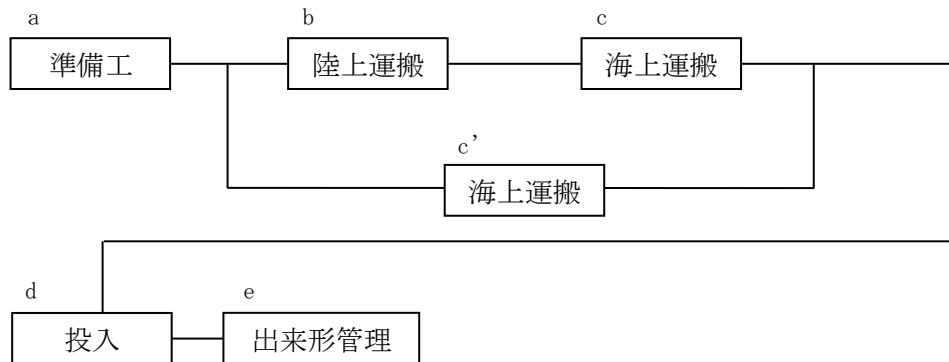 a b c
準備工 陸上運搬 海上運搬
c’
海上運搬
d e
投入 出来形管理